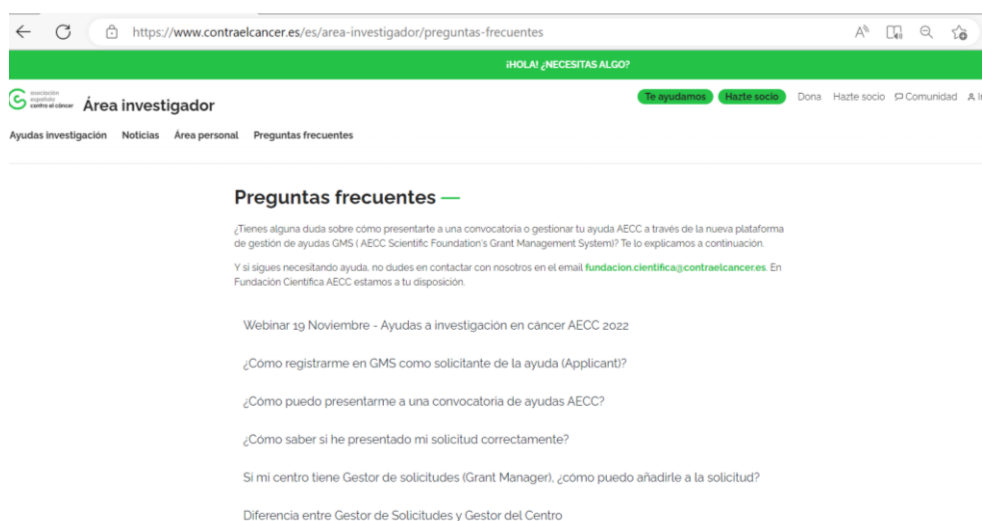 https://www.contraelcancer.es/es/area-investigador/preguntas-frecuentes
¡HOLA! ¿NECESITAS ALGO?
asociación
española
contra el cáncer
Área investigador
Te ayudamos Hazte socio Dona Hazte socio Comunidad
Ayudas investigación Noticias Área personal Preguntas frecuentes
Preguntas frecuentes —
¿Tienes alguna duda sobre cómo presentarte a una convocatoria o gestionar tu ayuda AECC a través de la nueva plataforma
de gestión de ayudas GMS ( AECC Scientific Foundation's Grant Management System)? Te lo explicamos a continuación.
Y si sigues necesitando ayuda, no dudes en contactar con nosotros en el email fundacion.cientifica@contraelcancer.es. En
Fundación Científica AECC estamos a tu disposición.
Webinar 19 Noviembre - Ayudas a investigación en cáncer AECC 2022
¿Cómo registrarme en GMS como solicitante de la ayuda (Applicant)?
¿Cómo puedo presentarme a una convocatoria de ayudas AECC?
¿Cómo saber si he presentado mi solicitud correctamente?
Si mi centro tiene Gestor de solicitudes (Grant Manager), ¿cómo puedo añadirle a la solicitud?
Diferencia entre Gestor de Solicitudes y Gestor del Centro